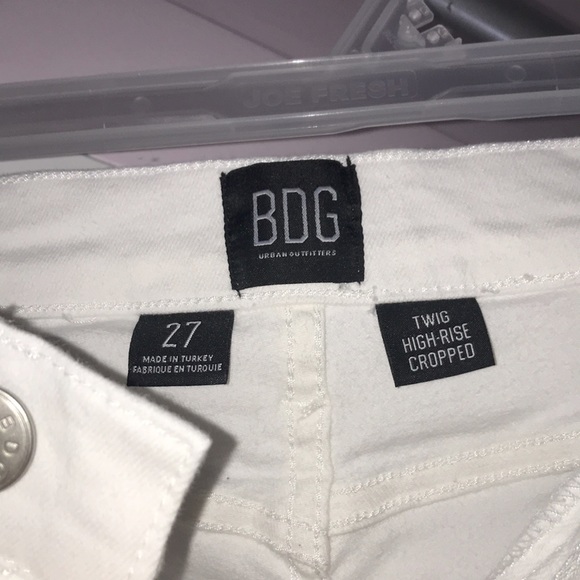 JOE FRESH
BDG
URBAN OUTFITTERS
27
MADE IN TURKEY
FABRIQUE EN TURQUIE
TWIG
HIGH-RISE
CROPPED